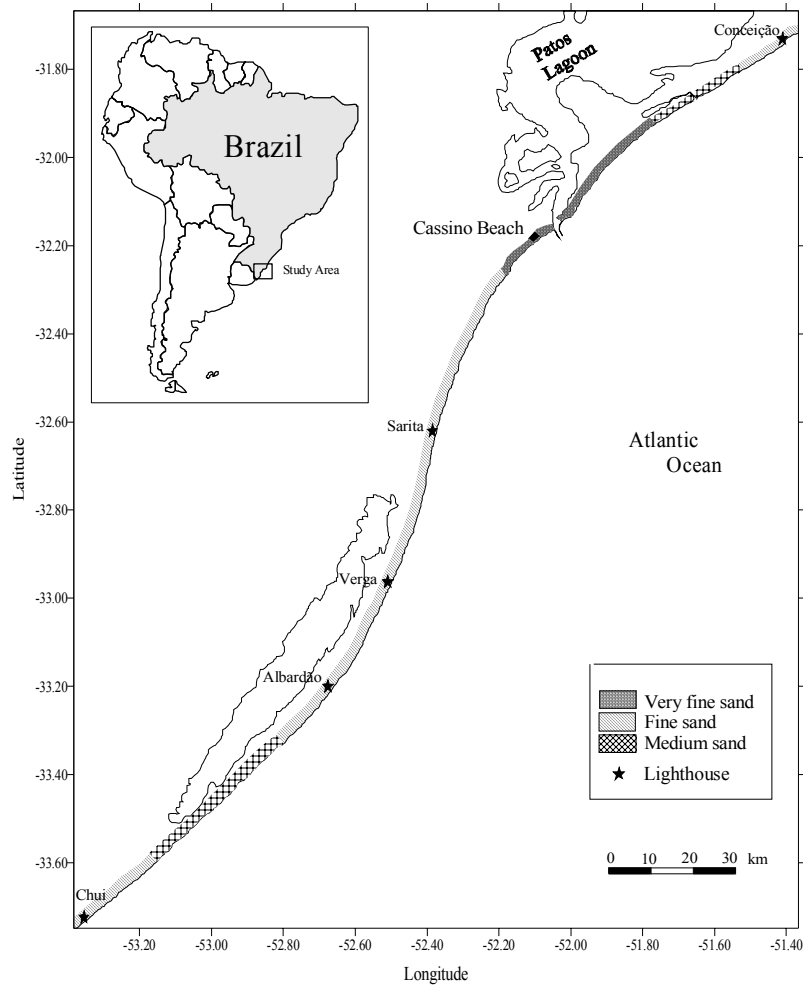 Conceição
Patos
Lagoon
-31.80
-32.00
-32.20
-32.40
-32.60
-32.80
-33.00
-33.20
-33.40
-33.60
Latitude
Brazil
Study Area
Cassino Beach
Sarita
Atlantic
Ocean
Verga
Albardão
Chui
Very fine sand
Fine sand
Medium sand
Lighthouse
0 10 20 30 km
-53.20 -53.00 -52.80 -52.60 -52.40 -52.20 -52.00 -51.80 -51.60 -51.40
Longitude